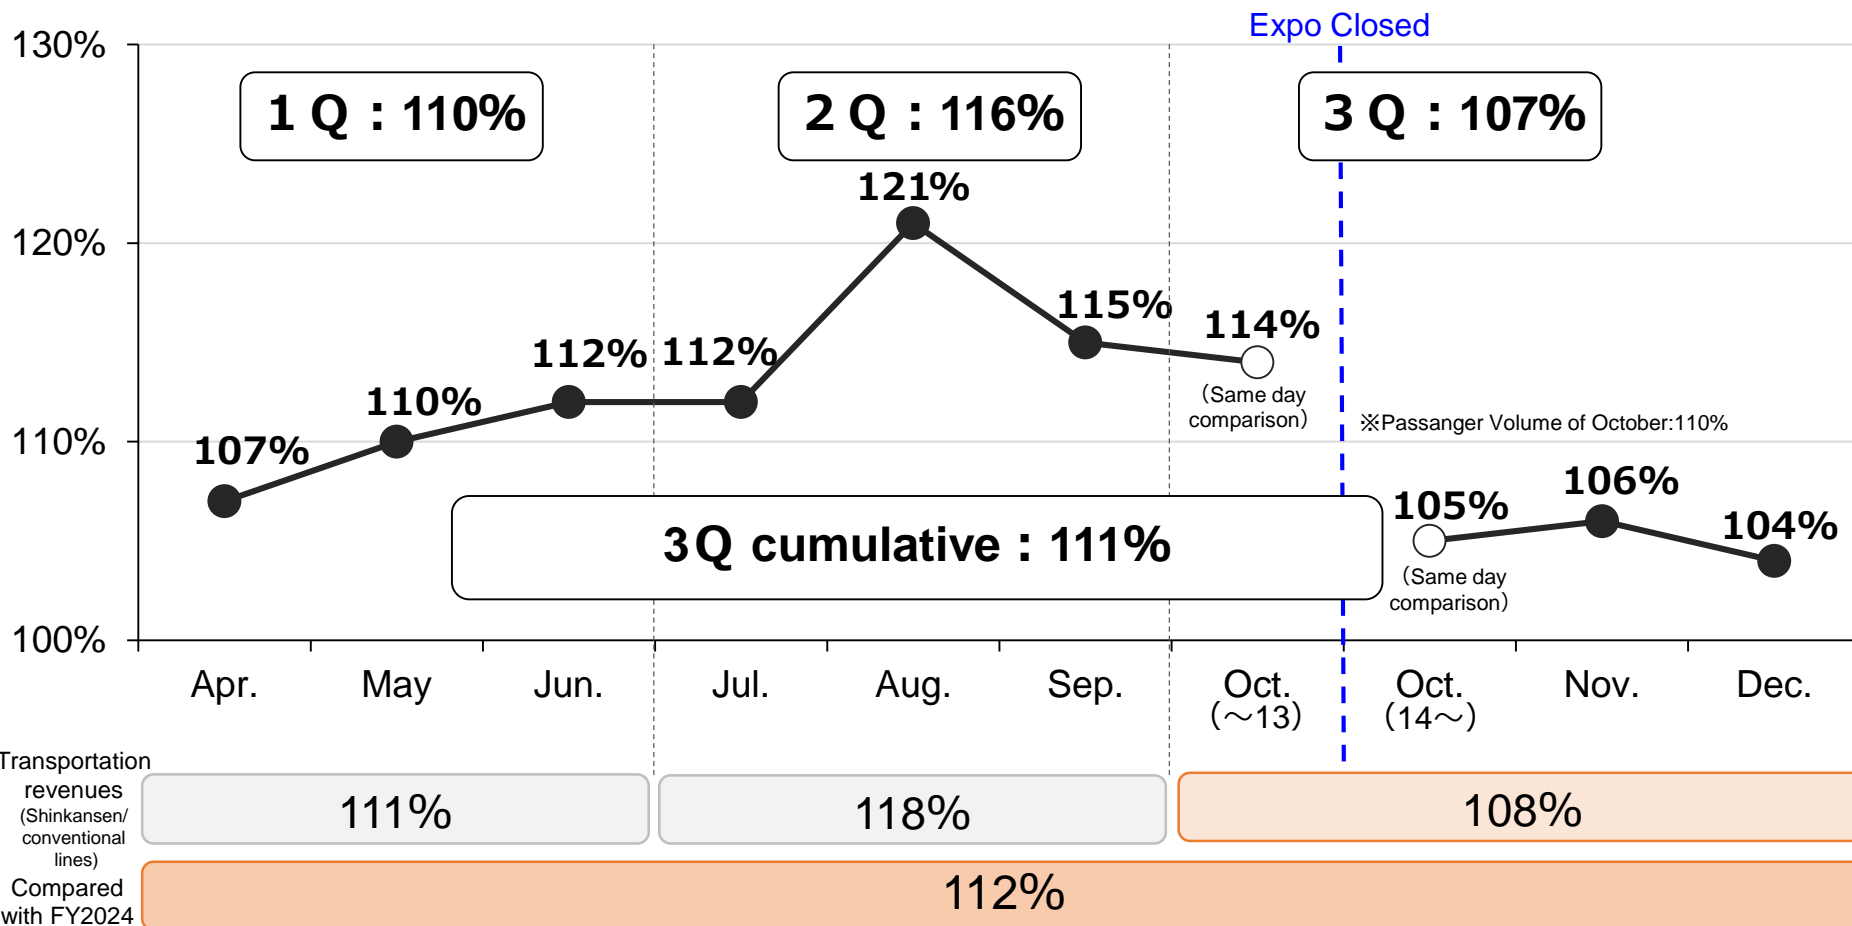 Expo Closed
130%
１Ｑ：110%
２Ｑ：116%
３Ｑ：107%
121%
120%
115%
114%
112%
112%
（Same day
comparison）
110%
※Passanger Volume of October:110%
110%
107%
106%
105%
104%
3Ｑ cumulative：111%
（Same day
comparison）
100%
Apr.
May
Jun.
Jul.
Aug.
Sep.
Oct.
（～13）
Oct.
（14～）
Nov.
Dec.
Transportation
revenues
(Shinkansen/
conventional
lines)
111%
118%
108%
Compared
with FY2024
112%